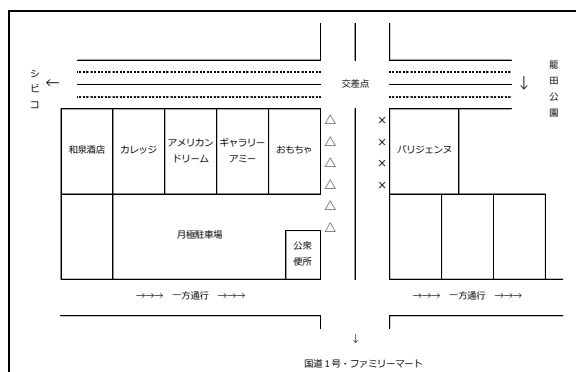 シビコ
←
交差点
↓
籠田公園
和泉酒店
カレッジ
アメリカン
ドリーム
ギャラリー
アミー
おもちゃ
△
△
△
△
△
△
×
×
×
×
パリジェンヌ
月極駐車場
公衆
便所
→→→ 一方通行 →→→
→→→ 一方通行 →→→
↓
国道1号・ファミリーマート